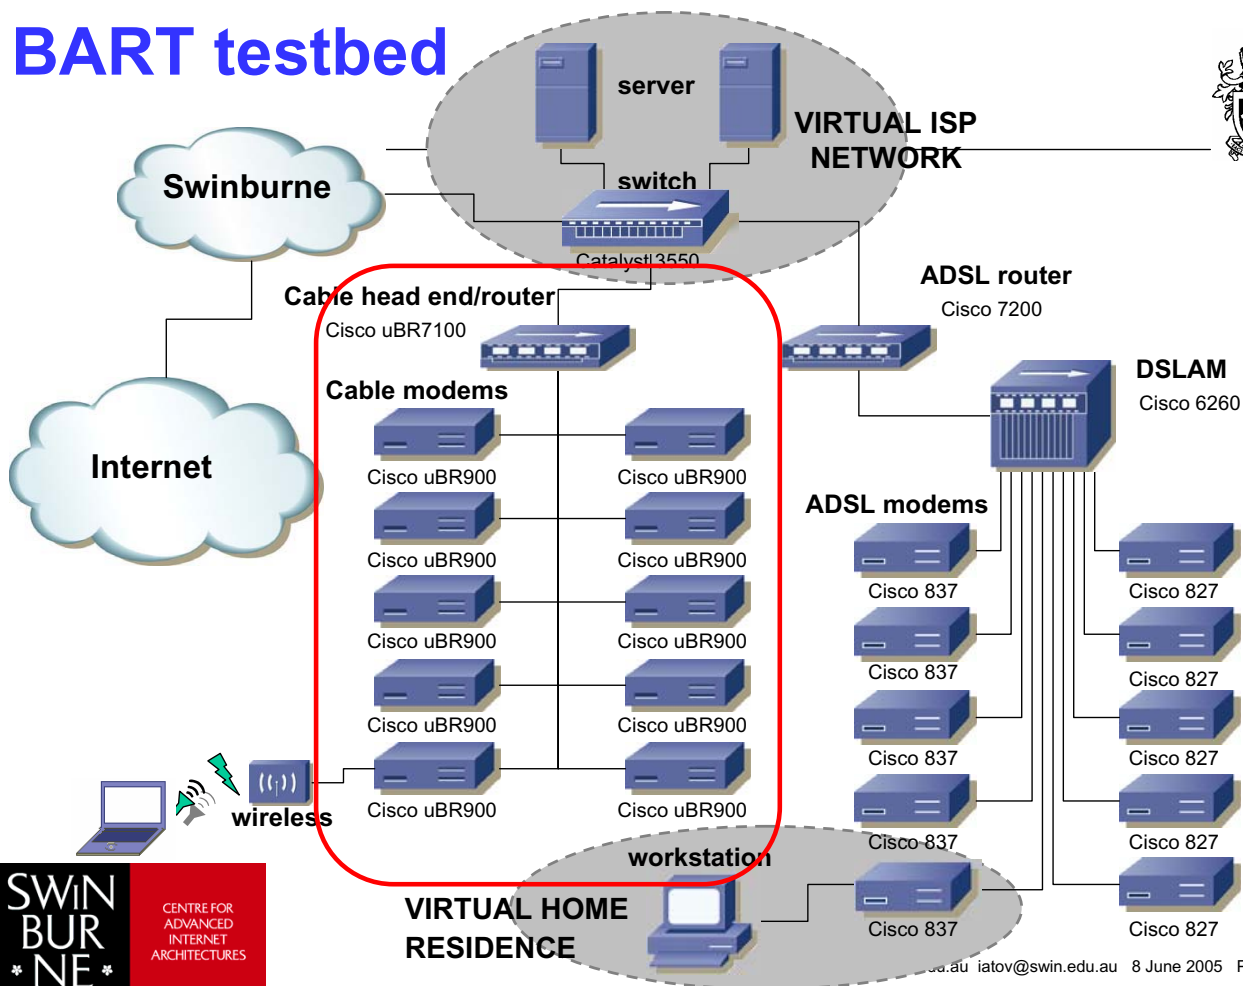 BART testbed
server
VIRTUAL ISP
NETWORK
Swinburne
switch
Catalyst 3550
Cable head end/router
Cisco uBR7100
ADSL router
Cisco 7200
DSLAM
Cisco 6260
Internet
Cable modems
Cisco uBR900
Cisco uBR900
Cisco uBR900
Cisco uBR900
Cisco uBR900
Cisco uBR900
Cisco uBR900
Cisco uBR900
Cisco uBR900
Cisco uBR900
ADSL modems
Cisco 837
Cisco 827
Cisco 837
Cisco 827
Cisco 837
Cisco 827
Cisco 837
Cisco 827
Cisco 837
Cisco 827
wireless
workstation
VIRTUAL HOME
RESIDENCE
SWIN
BUR
* NE *
CENTRE FOR
ADVANCED
INTERNET
ARCHITECTURES
.au iatov@swin.edu.au 8 June 2005